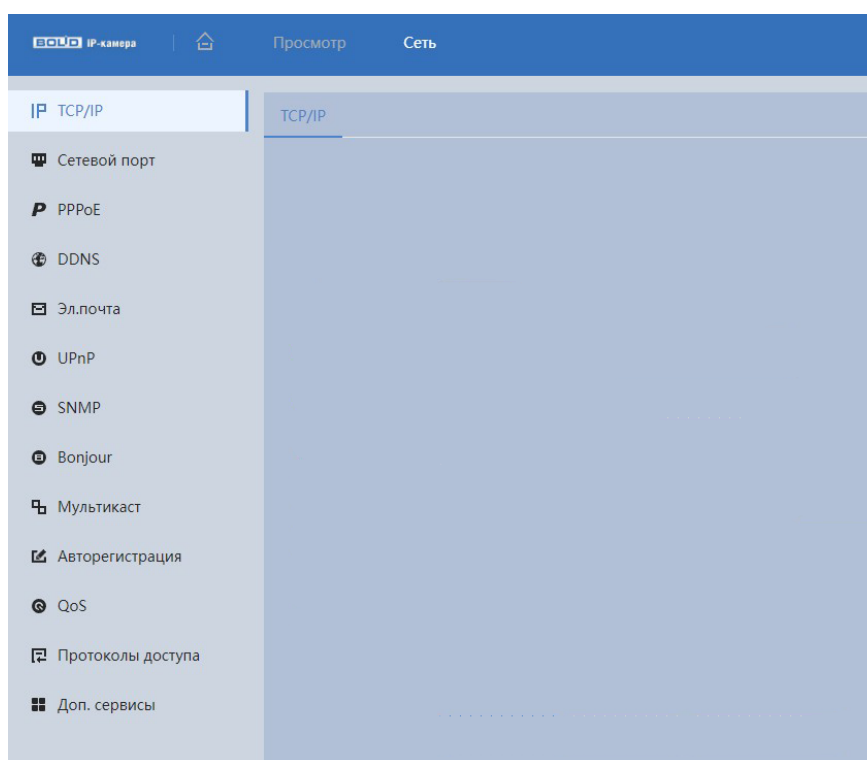 BOLID IP-камера Просмотр Сеть
TCP/IP
TCP/IP
Сетевой порт
PPPoE
DDNS
Эл.почта
UPnP
SNMP
Bonjour
Мультикаст
Авторегистрация
QoS
Протоколы доступа
Доп. сервисы